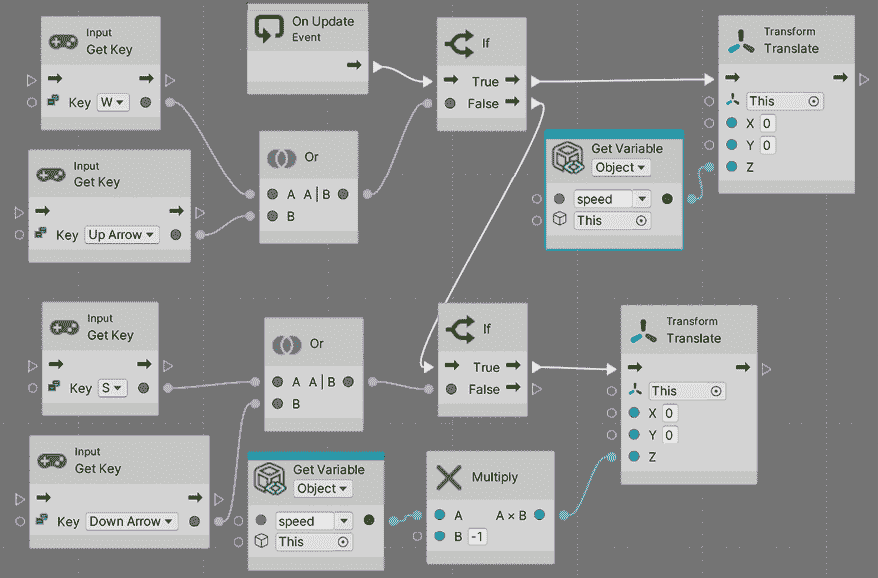 Input
Get Key
Key W
On Update
Event
If
True
False
Transform
Translate
This
X 0
Y 0
Z
Input
Get Key
Key Up Arrow
Or
A A|B
B
Get Variable
Object
speed
This
Input
Get Key
Key S
Or
A A|B
B
If
True
False
Transform
Translate
This
X 0
Y 0
Z
Input
Get Key
Key Down Arrow
Get Variable
Object
speed
This
Multiply
A A × B
B -1